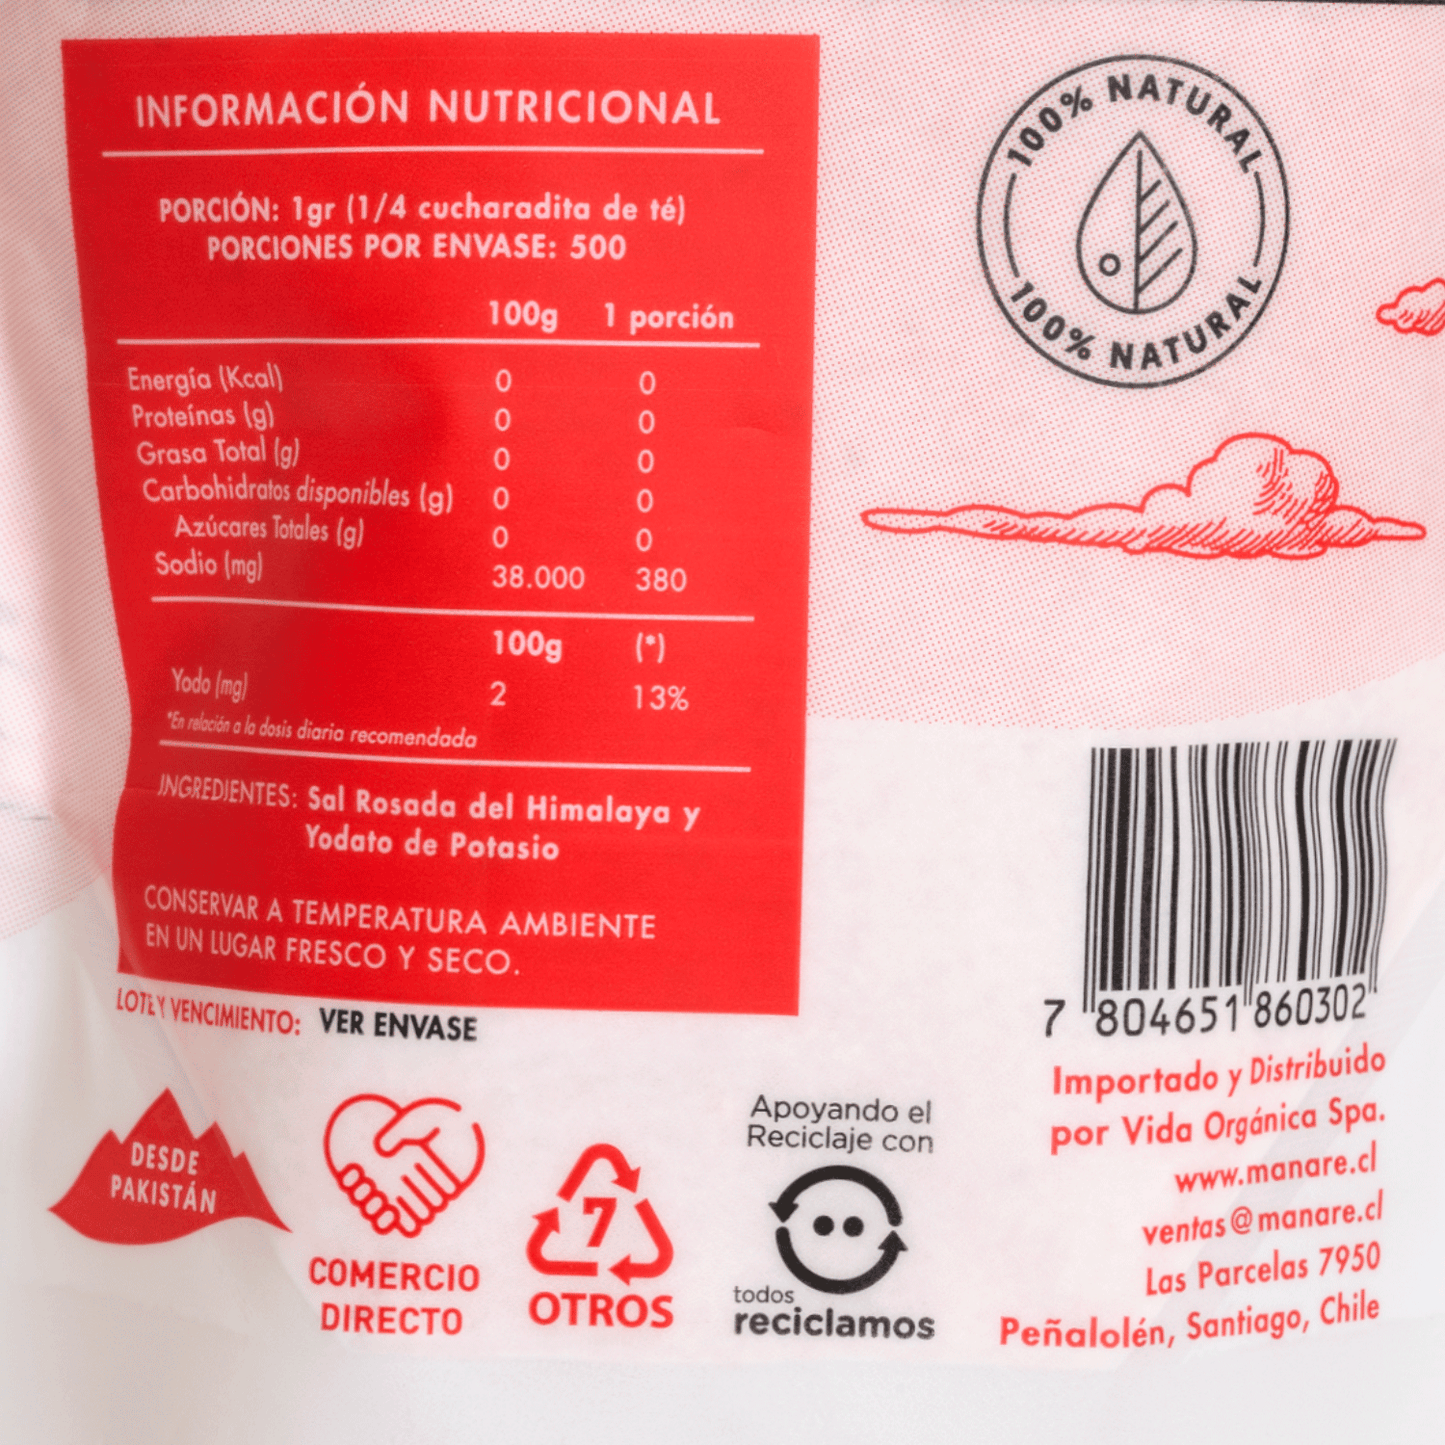 INFORMACIÓN NUTRICIONAL
PORCIÓN: 1gr (1/4 cucharadita de té)
PORCIONES POR ENVASE: 500
100g 1 porción
Energía (Kcal) 0 0
Proteínas (g) 0 0
Grasa Total (g) 0 0
Carbohidratos disponibles (g) 0 0
Azúcares Totales (g) 0 0
Sodio (mg) 38.000 380
100g (*)
Yodo (mg) 2 13%
*En relación a la dosis diaria recomendada
INGREDIENTES: Sal Rosada del Himalaya y
Yodato de Potasio
CONSERVAR A TEMPERATURA AMBIENTE
EN UN LUGAR FRESCO Y SECO.
LOTE Y VENCIMIENTO: VER ENVASE
100% NATURAL
100% NATURAL
7 804651 860302
Importado y Distribuido
por Vida Orgánica Spa.
www.manare.cl
ventas@manare.cl
Las Parcelas 7950
Peñalolén, Santiago, Chile
DESDE
PAKISTÁN
COMERCIO
DIRECTO
7
OTROS
Apoyando el
Reciclaje con
todos
reciclamos